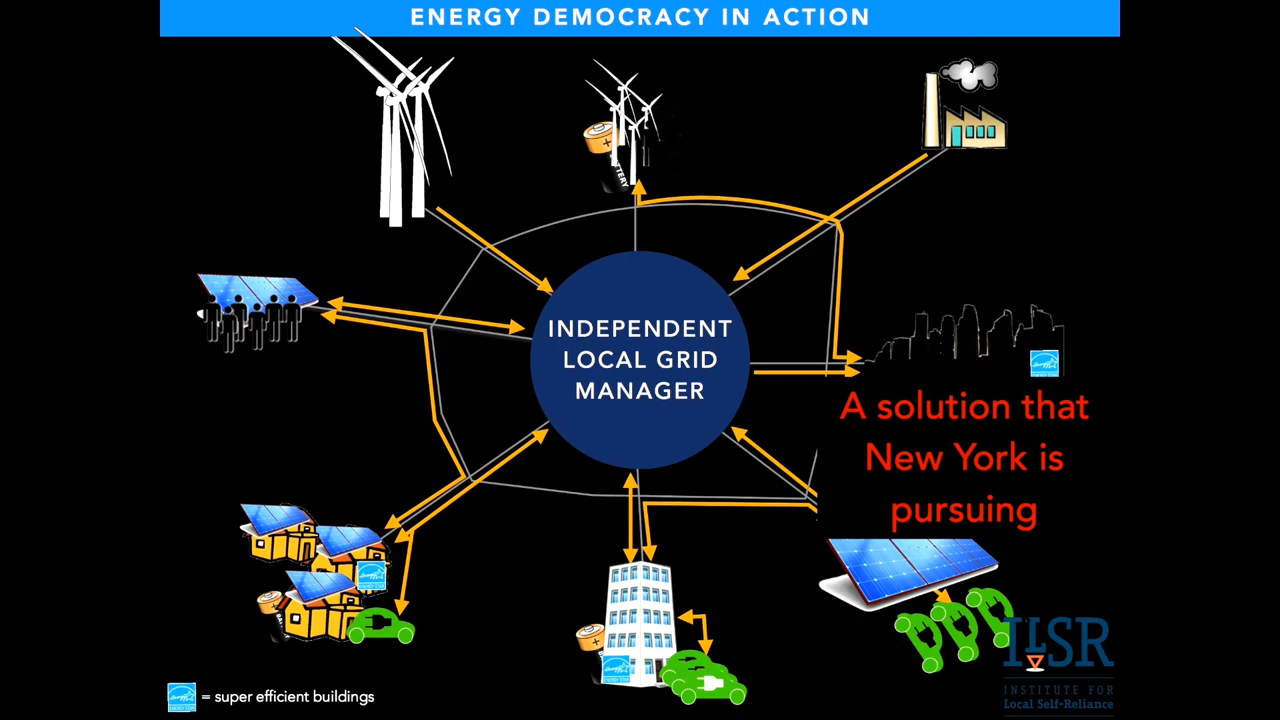 ENERGY DEMOCRACY IN ACTION
INDEPENDENT
LOCAL GRID
MANAGER
A solution that
New York is
pursuing
= super efficient buildings
ILSR
INSTITUTE FOR
Local Self-Reliance